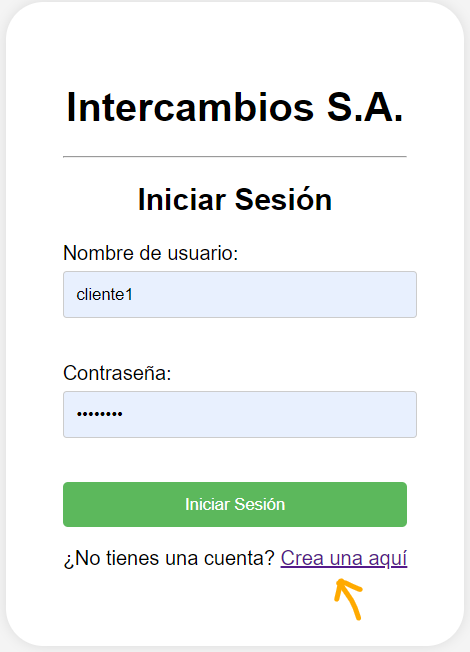 Intercambios S.A.
Iniciar Sesión
Nombre de usuario:
cliente1
Contraseña:
••••••••
Iniciar Sesión
¿No tienes una cuenta? Crea una aquí